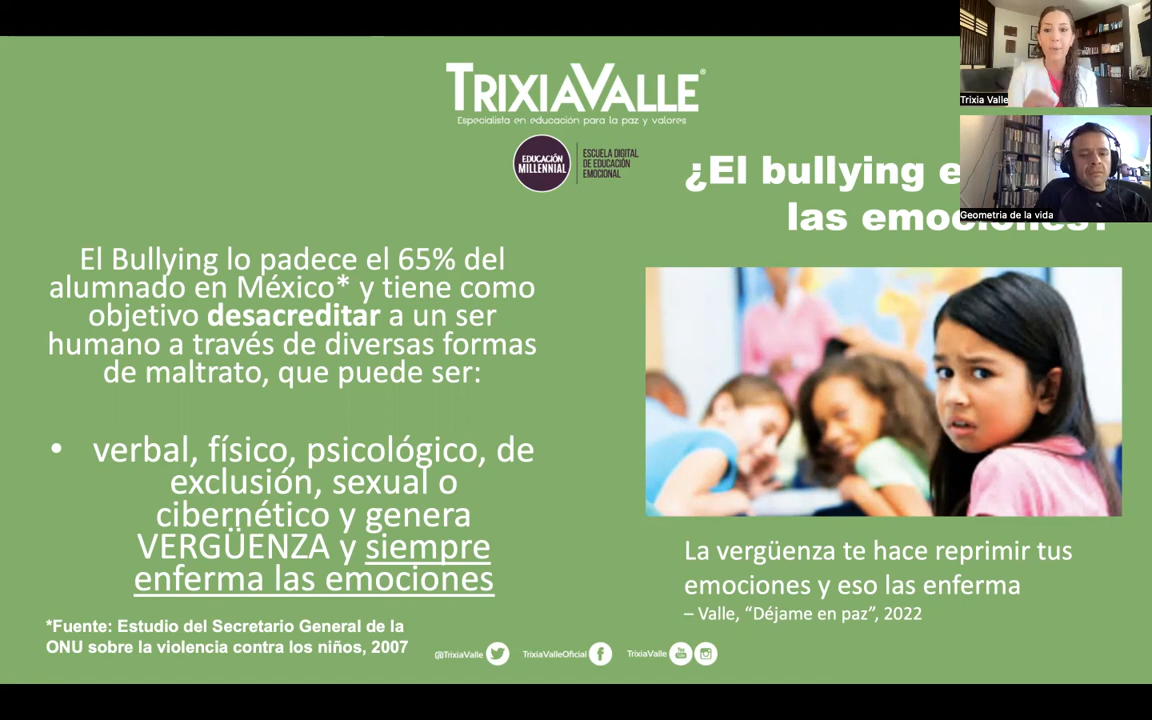 TRIXIAVALLE®
Especialista en educación para la paz y valores
EDUCACIÓN
MILLENNIAL
ESCUELA DIGITAL
DE EDUCACIÓN
EMOCIONAL
Trixia Valle
Geometria de la vida
¿El bullying e
las emociones?
El Bullying lo padece el 65% del
alumnado en México* y tiene como
objetivo desacreditar a un ser
humano a través de diversas formas
de maltrato, que puede ser:
• verbal, físico, psicológico, de
exclusión, sexual o
cibernético y genera
VERGÜENZA y siempre
enferma las emociones
*Fuente: Estudio del Secretario General de la
ONU sobre la violencia contra los niños, 2007
La vergüenza te hace reprimir tus
emociones y eso las enferma
– Valle, “Déjame en paz”, 2022
@TrixiaValle
TrixiaValleOficial
TrixiaValle
You
Tube